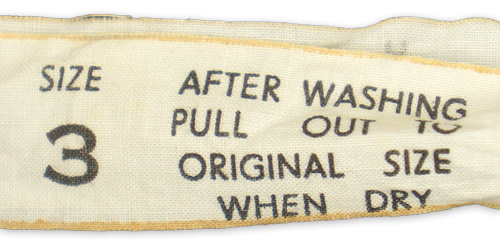 SIZE
3
AFTER WASHING
PULL OUT TO
ORIGINAL SIZE
WHEN DRY